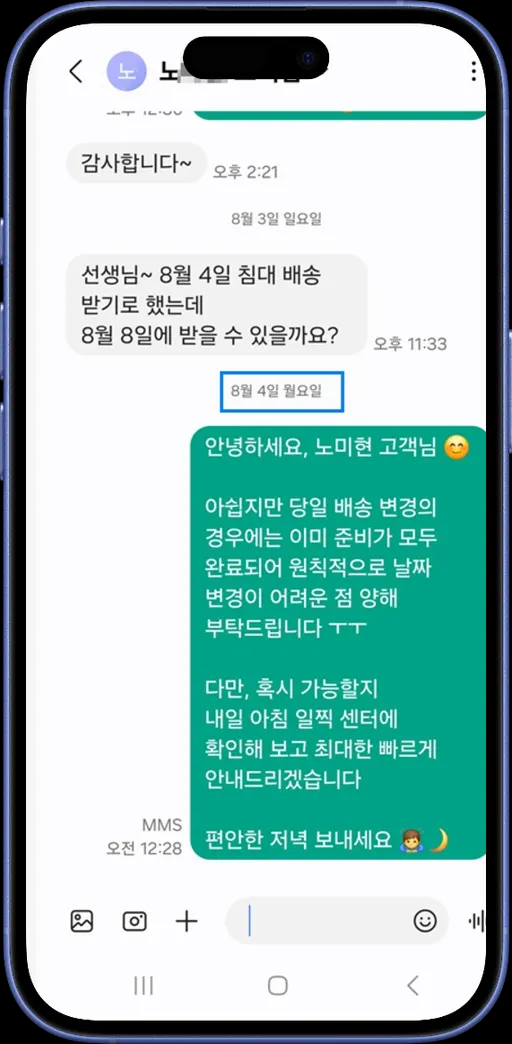 노
노
오후 12:30
감사합니다~
오후 2:21
8월 3일 일요일
선생님~ 8월 4일 침대 배송
받기로 했는데
8월 8일에 받을 수 있을까요?
오후 11:33
8월 4일 월요일
안녕하세요, 노미현 고객님 😊
아쉽지만 당일 배송 변경의
경우에는 이미 준비가 모두
완료되어 원칙적으로 날짜
변경이 어려운 점 양해
부탁드립니다 ㅜㅜ
다만, 혹시 가능할지
내일 아침 일찍 센터에
확인해 보고 최대한 빠르게
안내드리겠습니다
편안한 저녁 보내세요 🙇🌙
MMS
오전 12:28